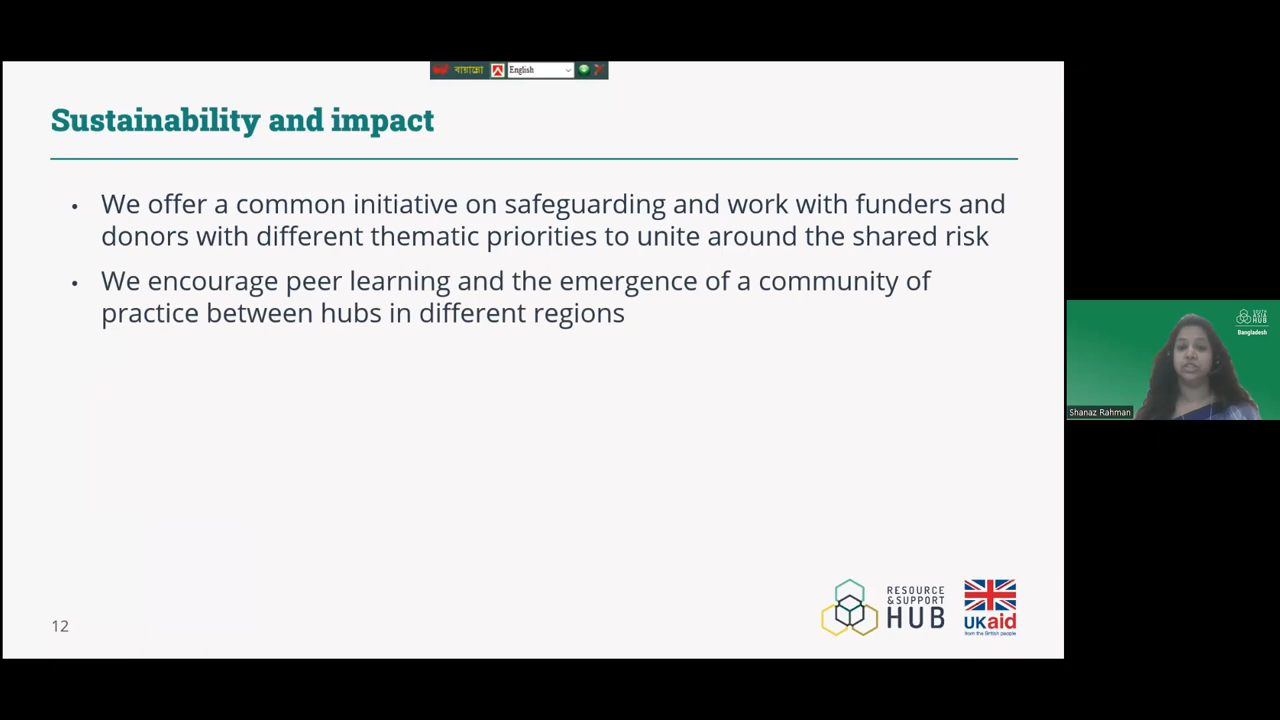 বায়ান্নো English
Sustainability and impact
• We offer a common initiative on safeguarding and work with funders and
donors with different thematic priorities to unite around the shared risk
• We encourage peer learning and the emergence of a community of
practice between hubs in different regions
HUB
Bangladesh
Shanaz Rahman
RESOURCE
& SUPPORT
HUB
UKaid
from the British people
12